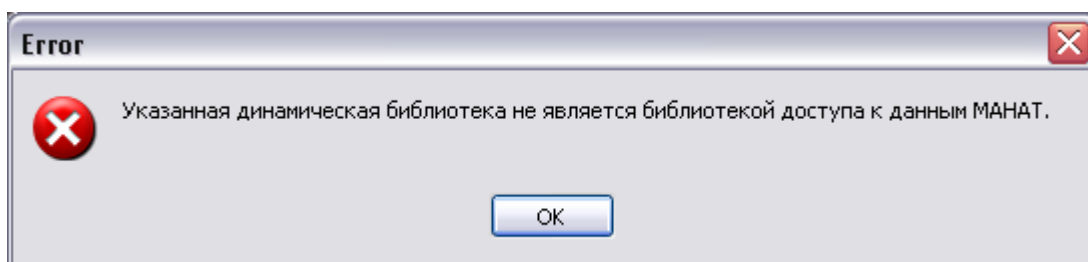 Error
Указанная динамическая библиотека не является библиотекой доступа к данным МАНАТ.
OK